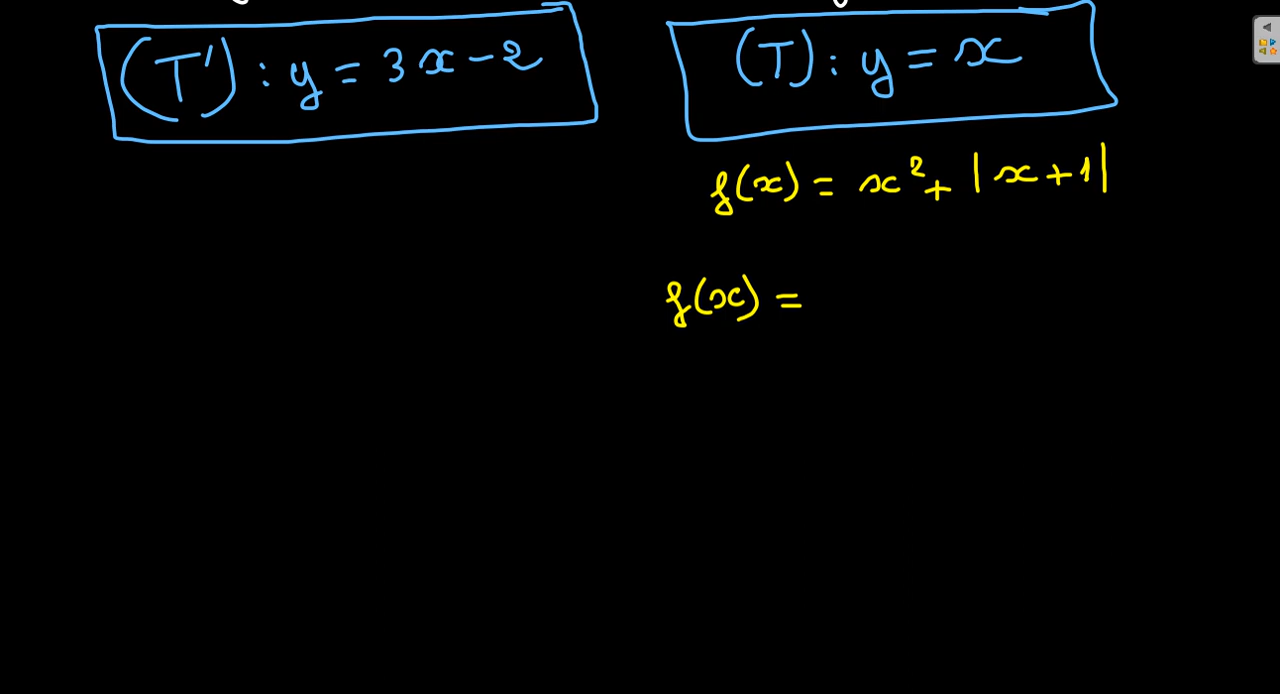 (T') : y = 3x - 2
(T) : y = x
f(x) = x² + |x + 1|
f(x) =